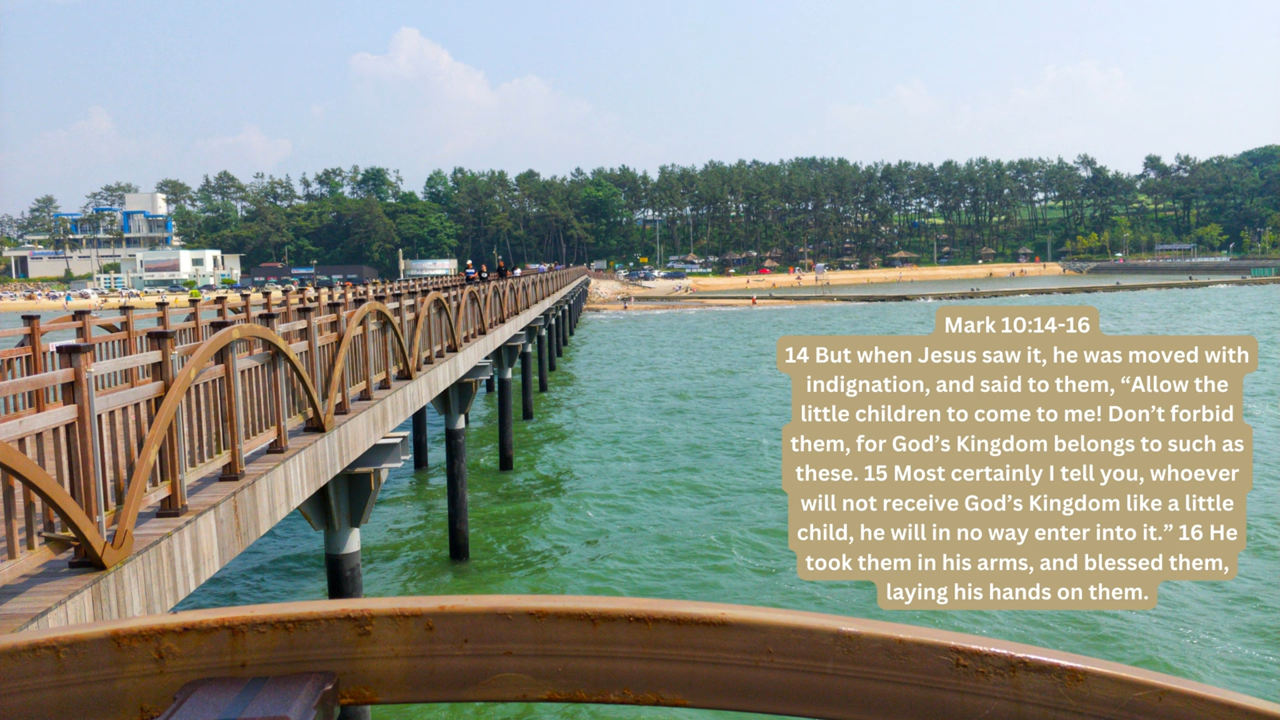 Mark 10:14-16
14 But when Jesus saw it, he was moved with
indignation, and said to them, “Allow the
little children to come to me! Don’t forbid
them, for God’s Kingdom belongs to such as
these. 15 Most certainly I tell you, whoever
will not receive God’s Kingdom like a little
child, he will in no way enter into it.” 16 He
took them in his arms, and blessed them,
laying his hands on them.